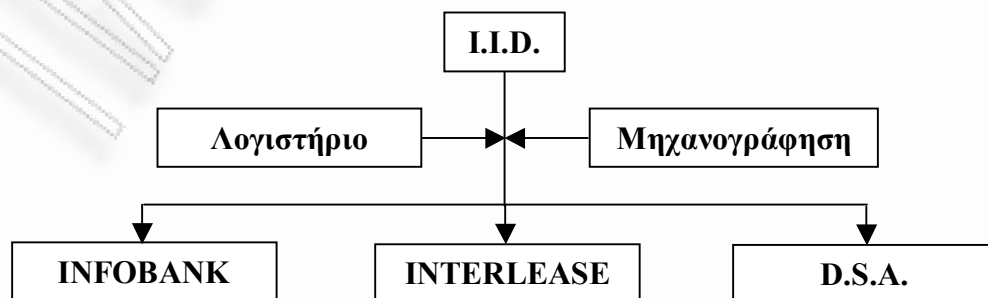 I.I.D.
Λογιστήριο
Μηχανογράφηση
INFOBANK
INTERLEASE
D.S.A.